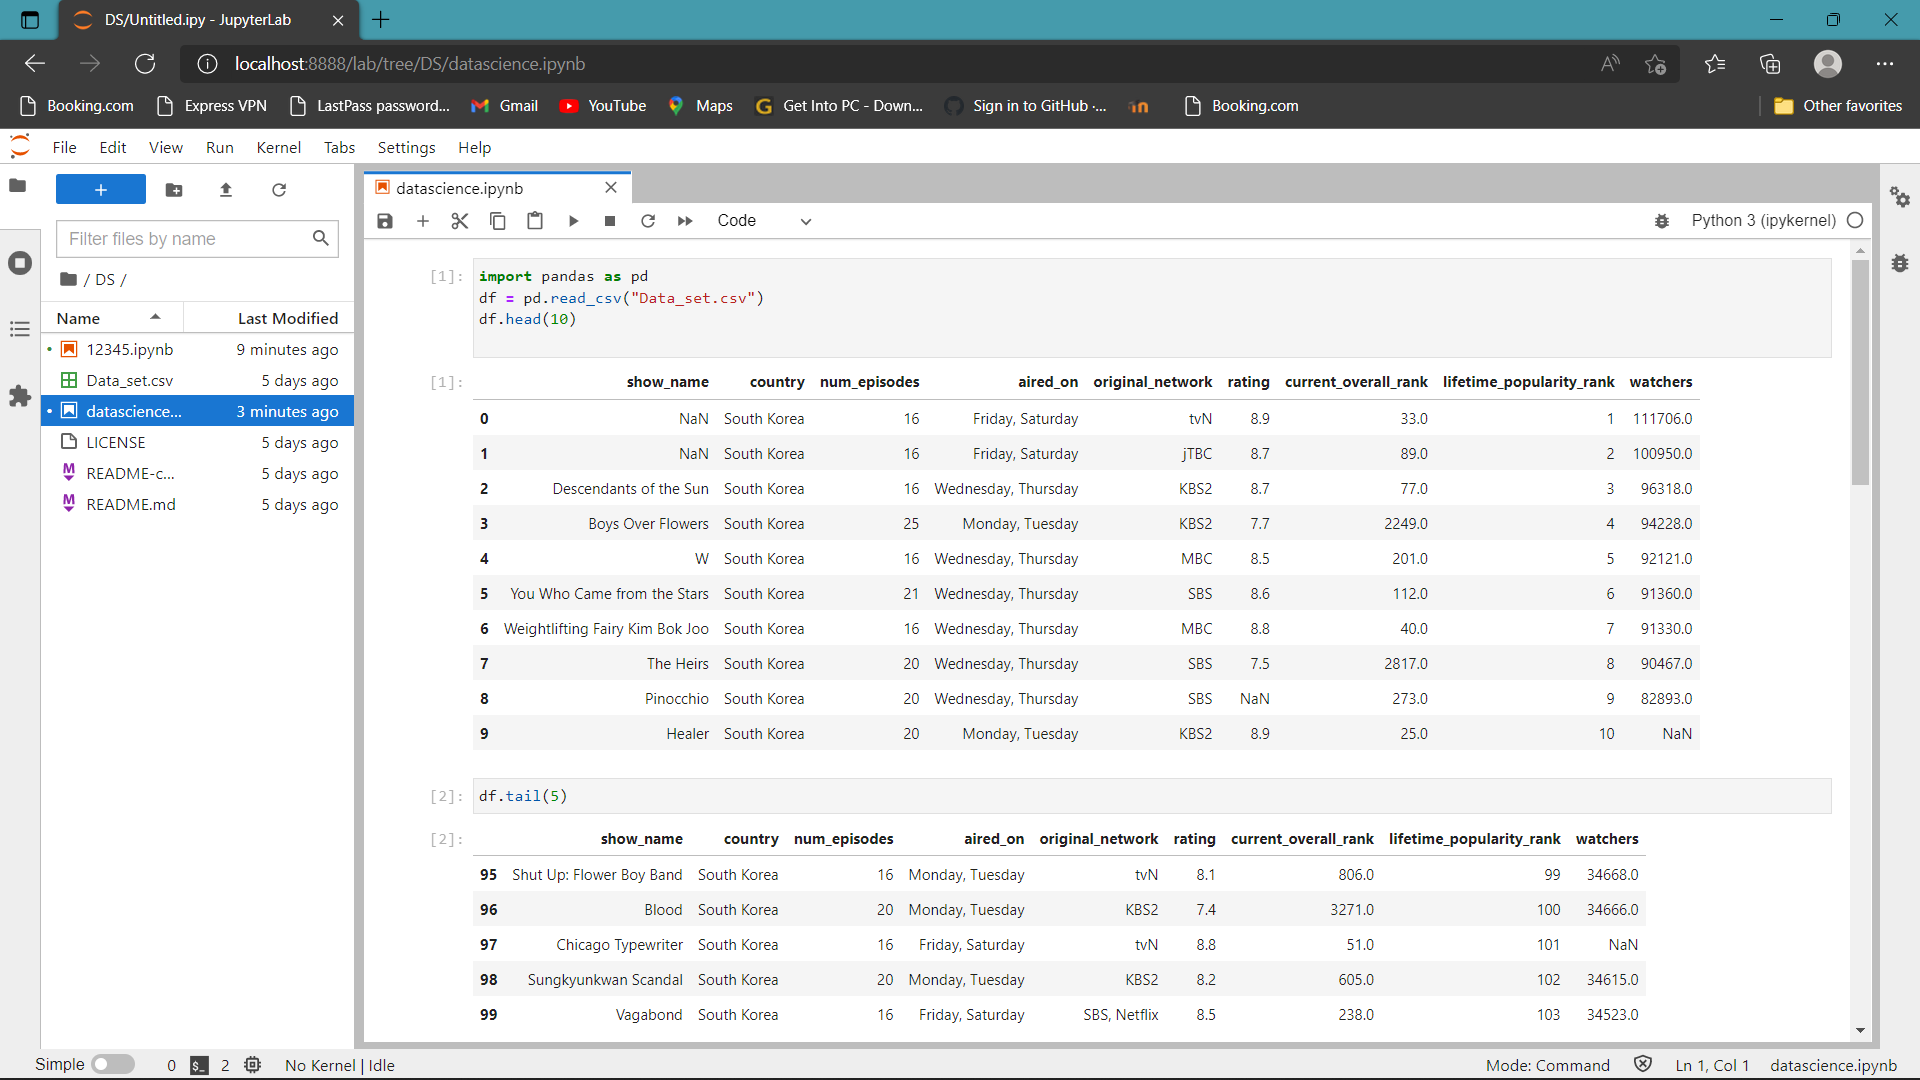 DS/Untitled.ipy - JupyterLab
localhost:8888/lab/tree/DS/datascience.ipynb
Booking.com Express VPN LastPass password... Gmail YouTube Maps Get Into PC - Down... Sign in to GitHub ·... in Booking.com Other favorites
File Edit View Run Kernel Tabs Settings Help
datascience.ipynb
Code Python 3 (ipykernel)
Filter files by name
/ DS /
Name Last Modified
12345.ipynb 9 minutes ago
Data_set.csv 5 days ago
datascience... 3 minutes ago
LICENSE 5 days ago
README-c... 5 days ago
README.md 5 days ago
[1]: import pandas as pd
df = pd.read_csv("Data_set.csv")
df.head(10)
[1]: show_name country num_episodes aired_on original_network rating current_overall_rank lifetime_popularity_rank watchers
0 NaN South Korea 16 Friday, Saturday tvN 8.9 33.0 1 111706.0
1 NaN South Korea 16 Friday, Saturday jTBC 8.7 89.0 2 100950.0
2 Descendants of the Sun South Korea 16 Wednesday, Thursday KBS2 8.7 77.0 3 96318.0
3 Boys Over Flowers South Korea 25 Monday, Tuesday KBS2 7.7 2249.0 4 94228.0
4 W South Korea 16 Wednesday, Thursday MBC 8.5 201.0 5 92121.0
5 You Who Came from the Stars South Korea 21 Wednesday, Thursday SBS 8.6 112.0 6 91360.0
6 Weightlifting Fairy Kim Bok Joo South Korea 16 Wednesday, Thursday MBC 8.8 40.0 7 91330.0
7 The Heirs South Korea 20 Wednesday, Thursday SBS 7.5 2817.0 8 90467.0
8 Pinocchio South Korea 20 Wednesday, Thursday SBS NaN 273.0 9 82893.0
9 Healer South Korea 20 Monday, Tuesday KBS2 8.9 25.0 10 NaN
[2]: df.tail(5)
[2]: show_name country num_episodes aired_on original_network rating current_overall_rank lifetime_popularity_rank watchers
95 Shut Up: Flower Boy Band South Korea 16 Monday, Tuesday tvN 8.1 806.0 99 34668.0
96 Blood South Korea 20 Monday, Tuesday KBS2 7.4 3271.0 100 34666.0
97 Chicago Typewriter South Korea 16 Friday, Saturday tvN 8.8 51.0 101 NaN
98 Sungkyunkwan Scandal South Korea 20 Monday, Tuesday KBS2 8.2 605.0 102 34615.0
99 Vagabond South Korea 16 Friday, Saturday SBS, Netflix 8.5 238.0 103 34523.0
Simple 0 $_ 2 No Kernel | Idle Mode: Command Ln 1, Col 1 datascience.ipynb